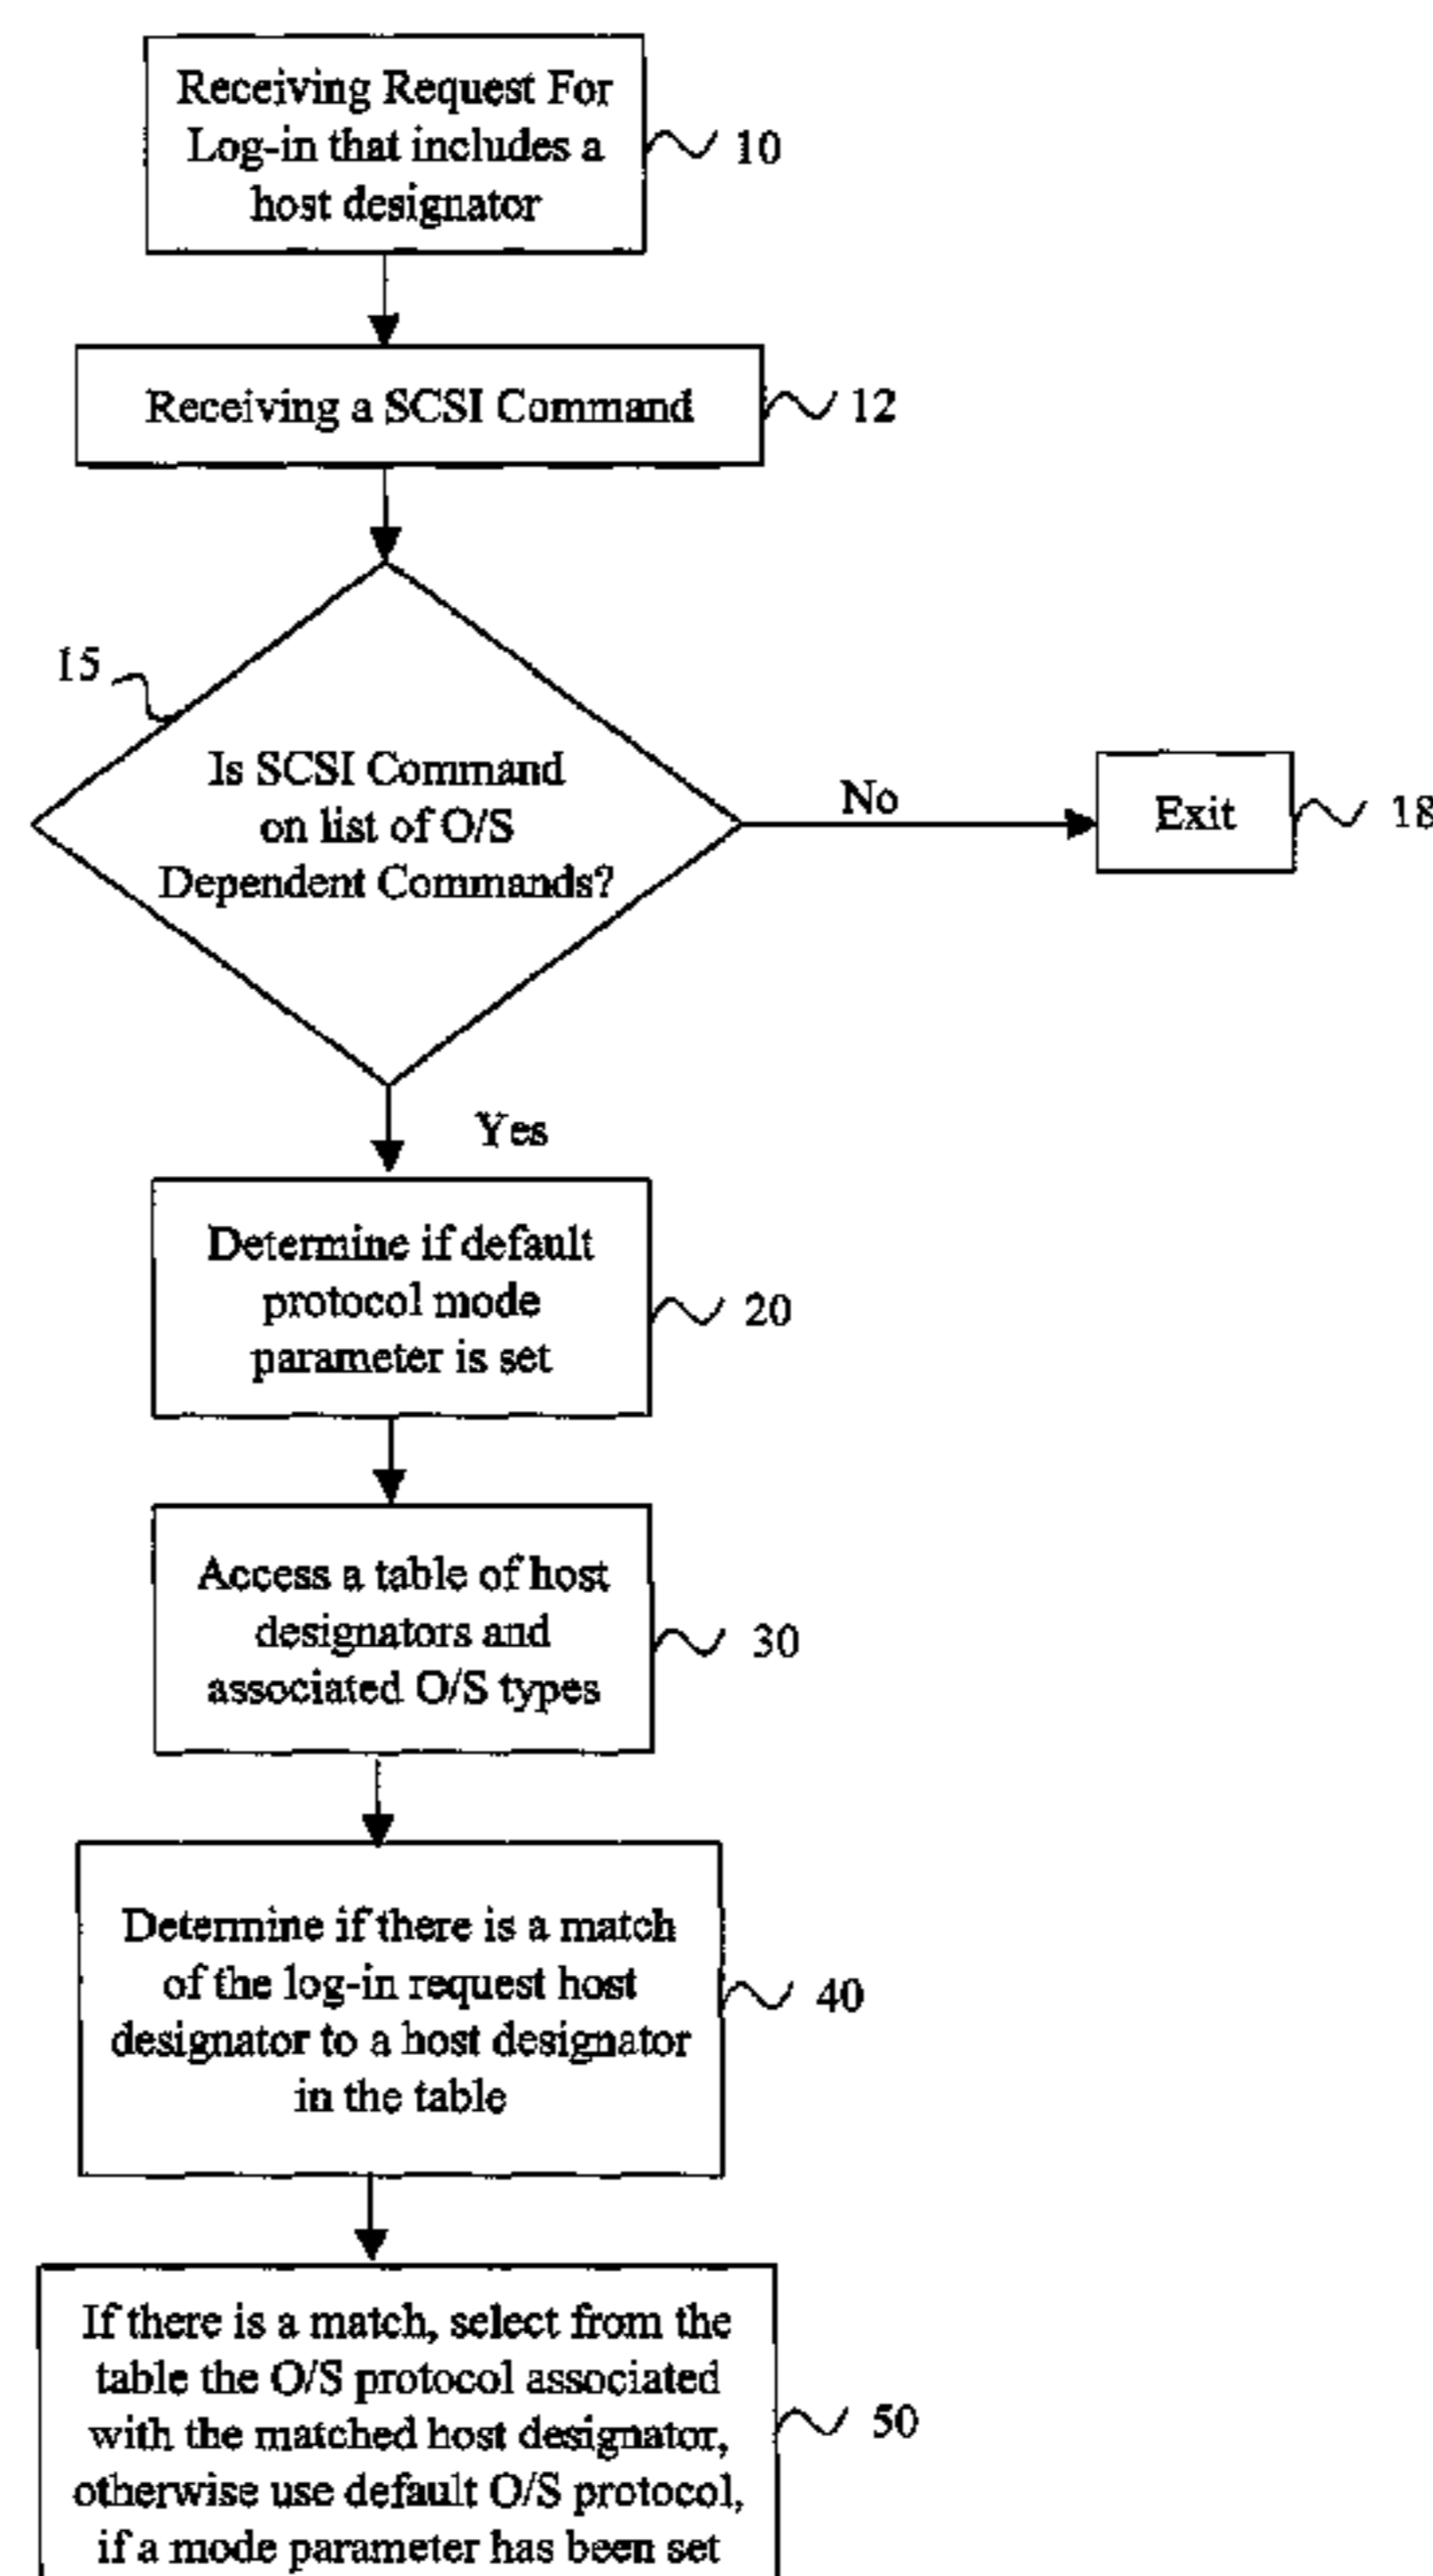 Receiving Request For
Log-in that includes a
host designator
10
Receiving a SCSI Command
12
15
Is SCSI Command
on list of O/S
Dependent Commands?
No
Exit
18
Yes
Determine if default
protocol mode
parameter is set
20
Access a table of host
designators and
associated O/S types
30
Determine if there is a match
of the log-in request host
designator to a host designator
in the table
40
If there is a match, select from the
table the O/S protocol associated
with the matched host designator,
otherwise use default O/S protocol,
if a mode parameter has been set
50